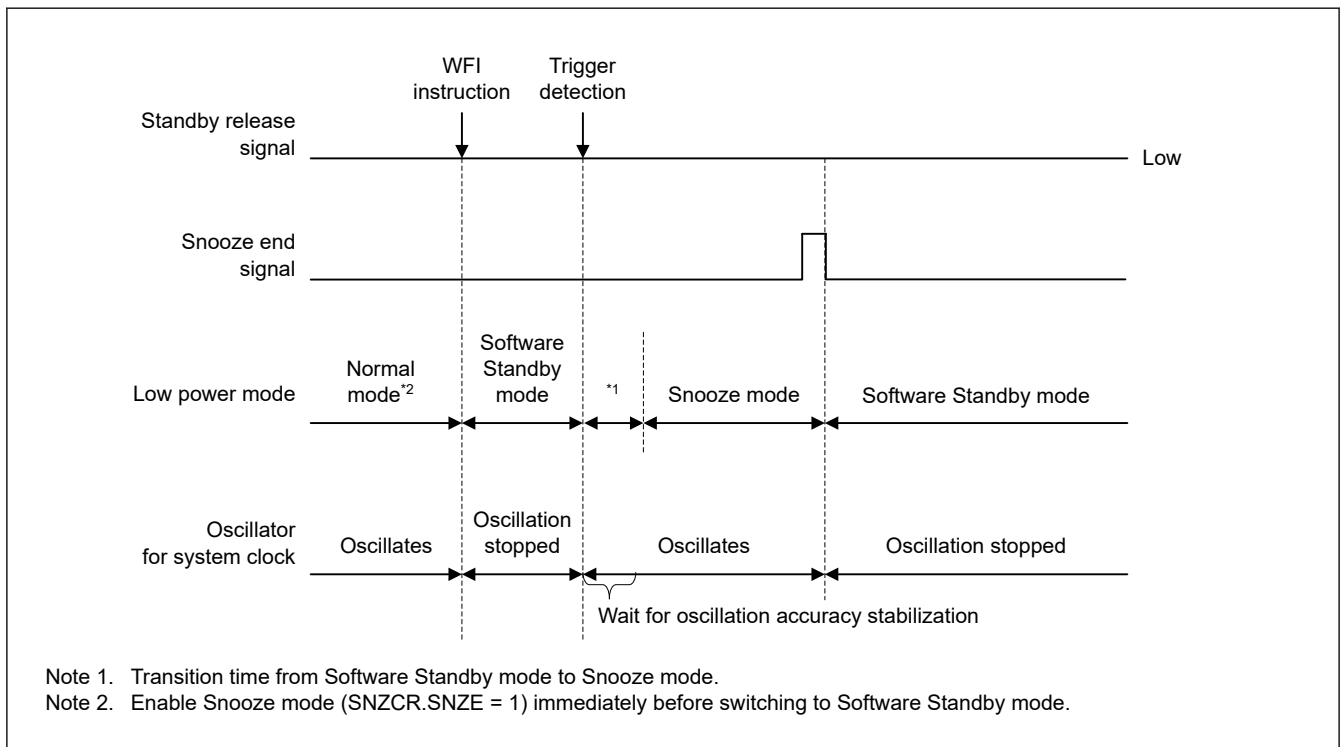 WFI
instruction
Trigger
detection
Standby release
signal
Low
Snooze end
signal
Low power mode
Normal
mode*2
Software
Standby
mode
*1
Snooze mode
Software Standby mode
Oscillator
for system clock
Oscillates
Oscillation
stopped
Oscillates
Oscillation stopped
Wait for oscillation accuracy stabilization
Note 1. Transition time from Software Standby mode to Snooze mode.
Note 2. Enable Snooze mode (SNZCR.SNZE = 1) immediately before switching to Software Standby mode.